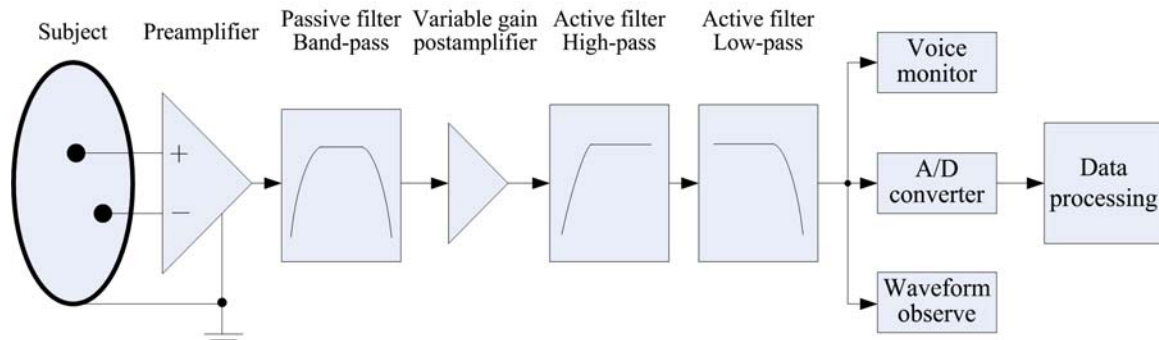 Subject
Preamplifier
Passive filter
Band-pass
Variable gain
postamplifier
Active filter
High-pass
Active filter
Low-pass
+
−
Voice
monitor
A/D
converter
Data
processing
Waveform
observe